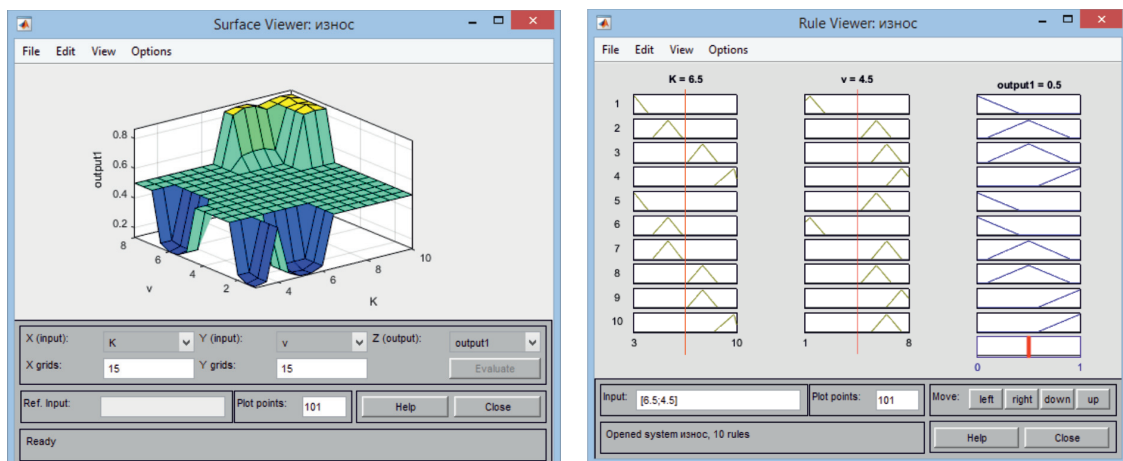 Surface Viewer: износ
File Edit View Options
0.8
0.6
0.4
0.2
output1
8
6
4
2
v
4
6
8
10
K
X (input): K Y (input): v Z (output): output1
X grids: 15 Y grids: 15 Evaluate
Ref. Input: Plot points: 101 Help Close
Ready
Rule Viewer: износ
File Edit View Options
K = 6.5 v = 4.5 output1 = 0.5
1
2
3
4
5
6
7
8
9
10
3 10 1 8
0 1
Input: [6.5;4.5] Plot points: 101 Move: left right down up
Opened system износ, 10 rules Help Close